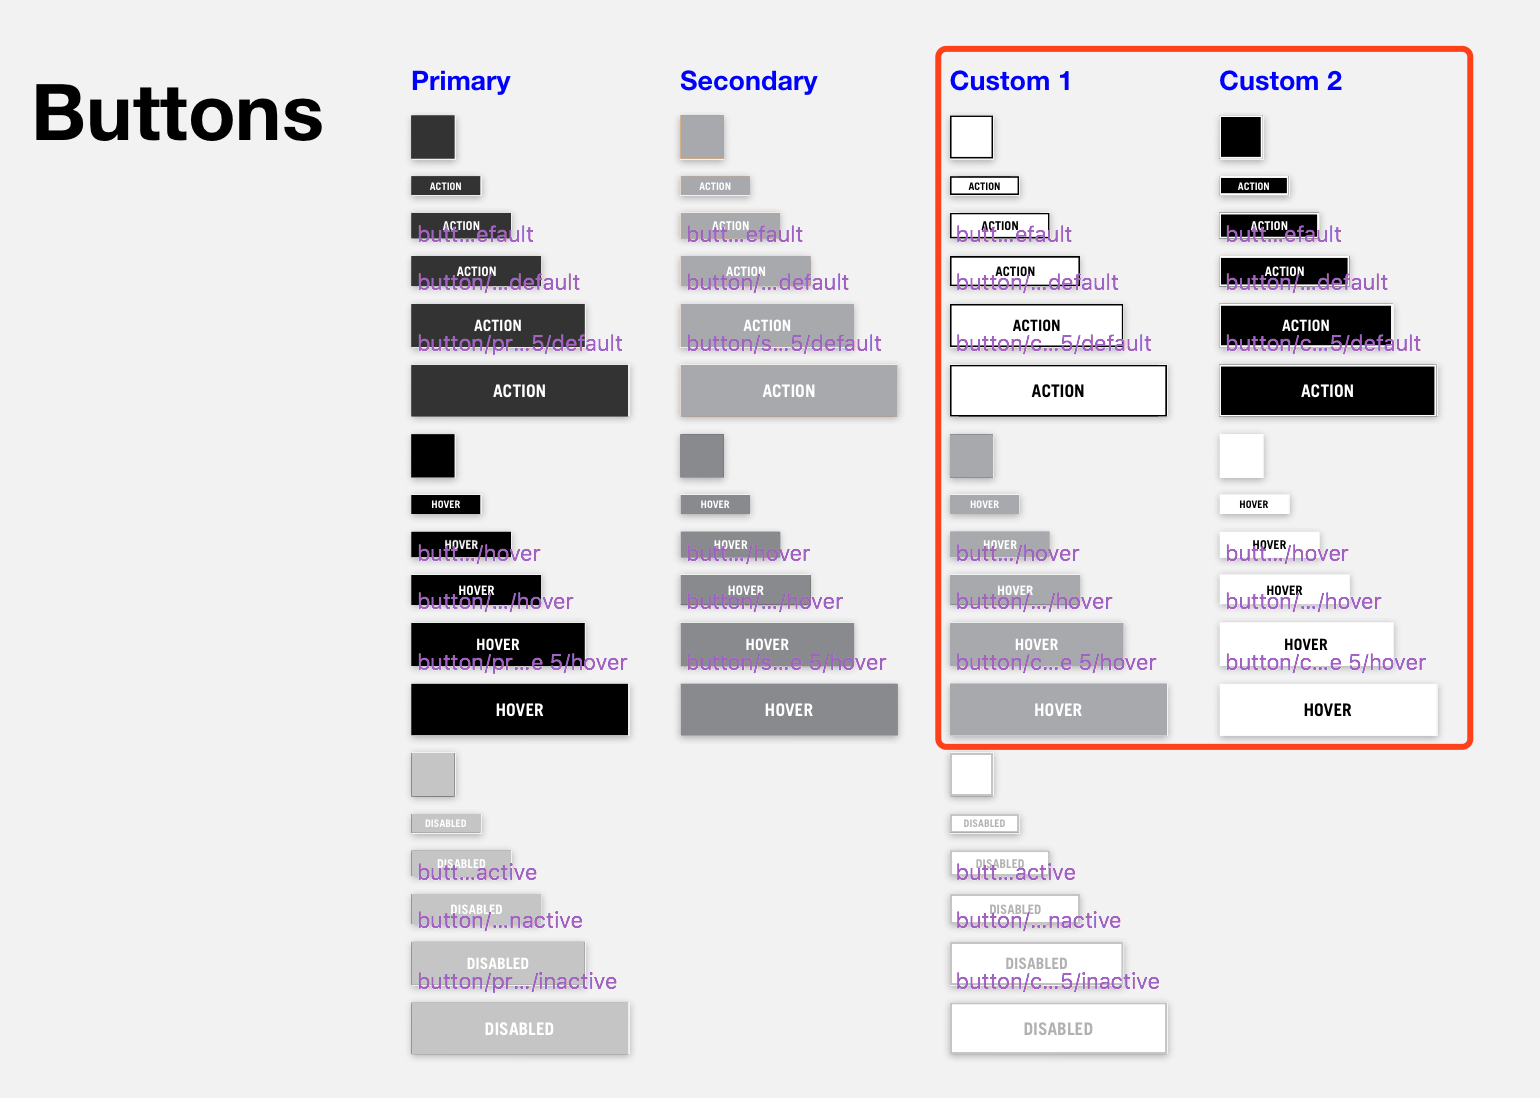 Buttons
Primary Secondary Custom 1 Custom 2
ACTION ACTION ACTION ACTION
ACTION ACTION ACTION ACTION
butt...efault butt...efault butt...efault butt...efault
ACTION ACTION ACTION ACTION
button/...default button/...default button/...default button/...default
ACTION ACTION ACTION ACTION
button/pr...5/default button/s...5/default button/c...5/default button/c...5/default
ACTION ACTION ACTION ACTION
HOVER HOVER HOVER HOVER
HOVER HOVER HOVER HOVER
butt.../hover butt.../hover butt.../hover butt.../hover
HOVER HOVER HOVER HOVER
button/.../hover button/.../hover button/.../hover button/.../hover
HOVER HOVER HOVER HOVER
button/pr...e 5/hover button/s...e 5/hover button/c...e 5/hover button/c...e 5/hover
HOVER HOVER HOVER HOVER
DISABLED DISABLED
DISABLED DISABLED
butt...active butt...active
DISABLED DISABLED
button/...nactive button/...nactive
DISABLED DISABLED
button/pr.../inactive button/c...5/inactive
DISABLED DISABLED